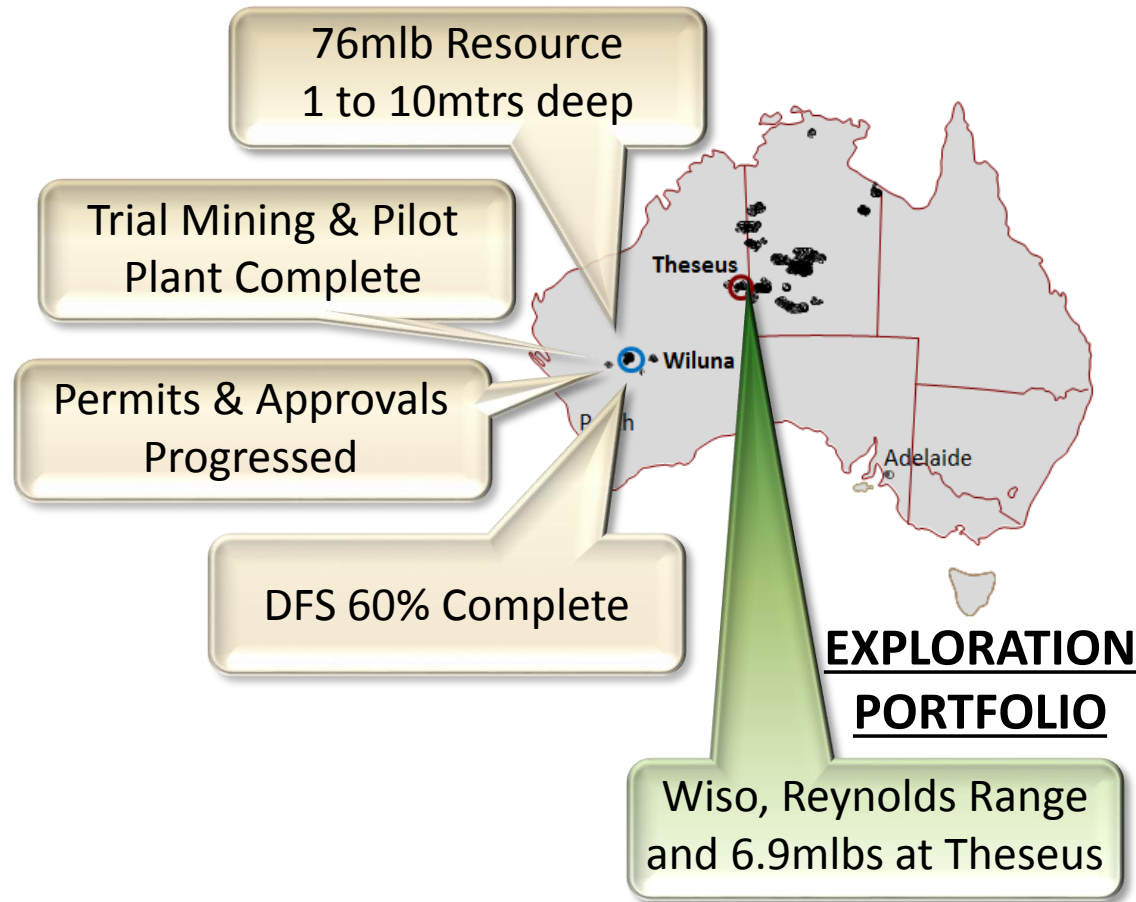 76mlb Resource
1 to 10mtrs deep
Trial Mining & Pilot
Plant Complete
Theseus
Wiluna
Permits & Approvals
Progressed
Adelaide
DFS 60% Complete
EXPLORATION
PORTFOLIO
Wiso, Reynolds Range
and 6.9mlbs at Theseus